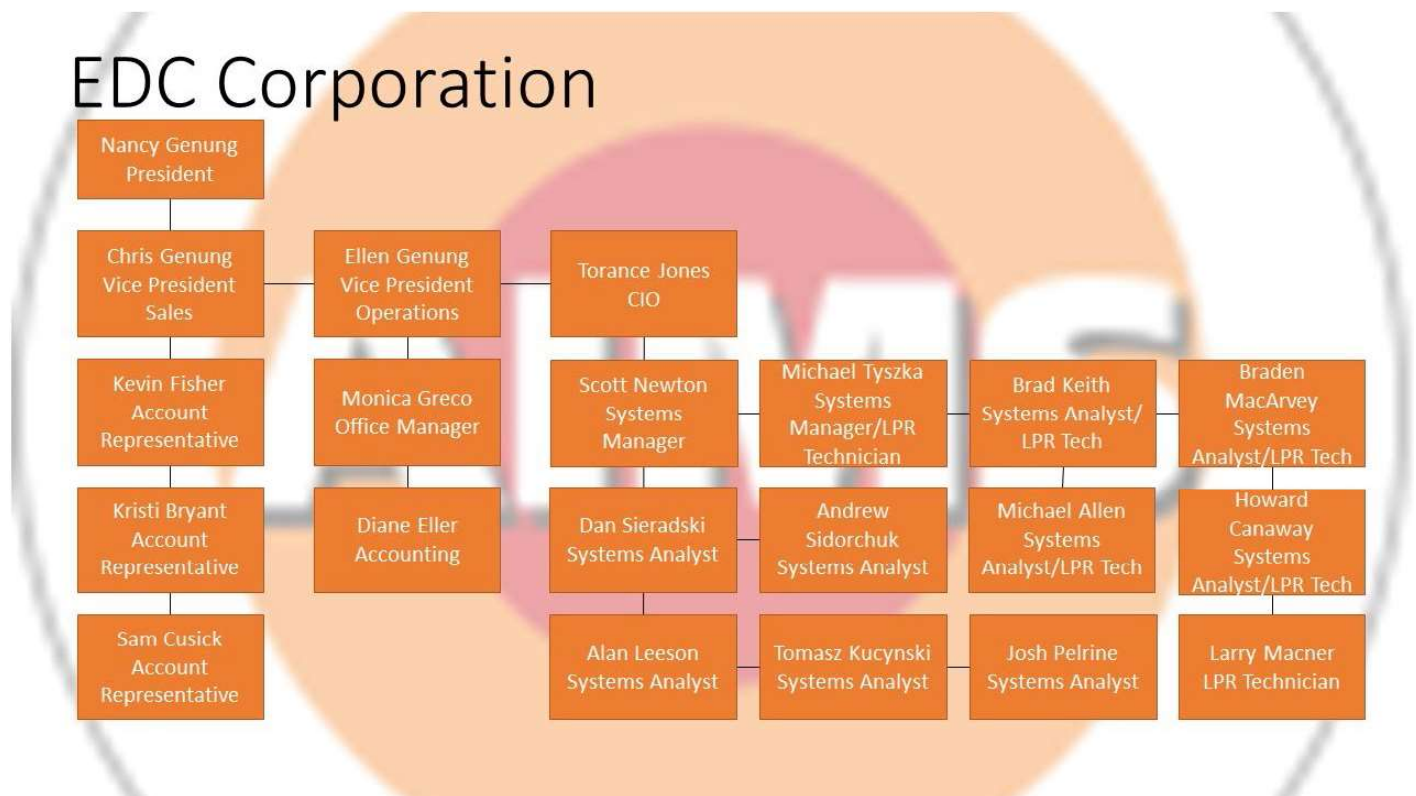 EDC Corporation
Nancy Genung
President
Chris Genung
Vice President
Sales
Ellen Genung
Vice President
Operations
Torance Jones
CIO
Kevin Fisher
Account
Representative
Monica Greco
Office Manager
Scott Newton
Systems
Manager
Michael Tyszka
Systems
Manager/LPR
Technician
Brad Keith
Systems Analyst/
LPR Tech
Braden
MacArvey
Systems
Analyst/LPR Tech
Kristi Bryant
Account
Representative
Diane Eller
Accounting
Dan Sieradski
Systems Analyst
Andrew
Sidorchuk
Systems Analyst
Michael Allen
Systems
Analyst/LPR Tech
Howard
Canaway
Systems
Analyst/LPR Tech
Sam Cusick
Account
Representative
Alan Leeson
Systems Analyst
Tomasz Kucynski
Systems Analyst
Josh Pelrine
Systems Analyst
Larry Macner
LPR Technician
AIMS